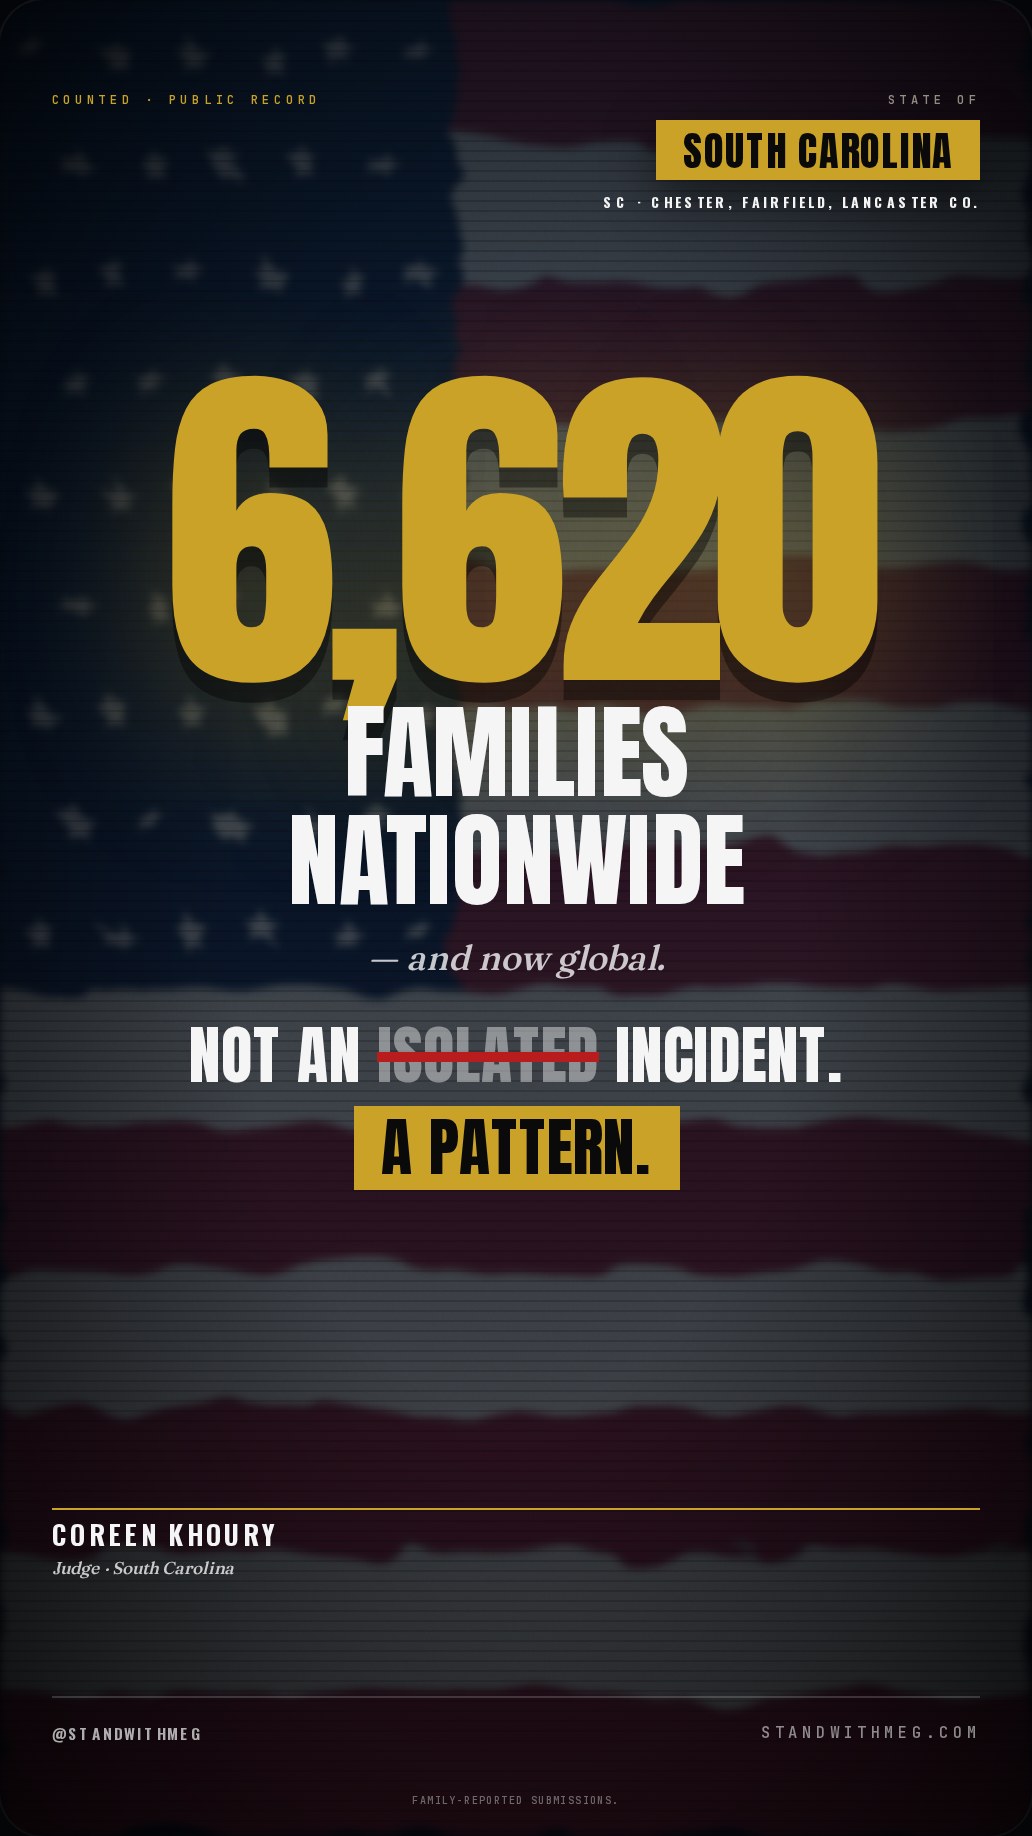 COUNTED · PUBLIC RECORD
STATE OF
SOUTH CAROLINA
SC · CHESTER, FAIRFIELD, LANCASTER CO.
6,620
FAMILIES
NATIONWIDE
— and now global.
NOT AN ISOLATED INCIDENT.
A PATTERN.
COREEN KHOURY
Judge · South Carolina
@STANDWITHMEG
STANDWITHMEG.COM
FAMILY-REPORTED SUBMISSIONS.